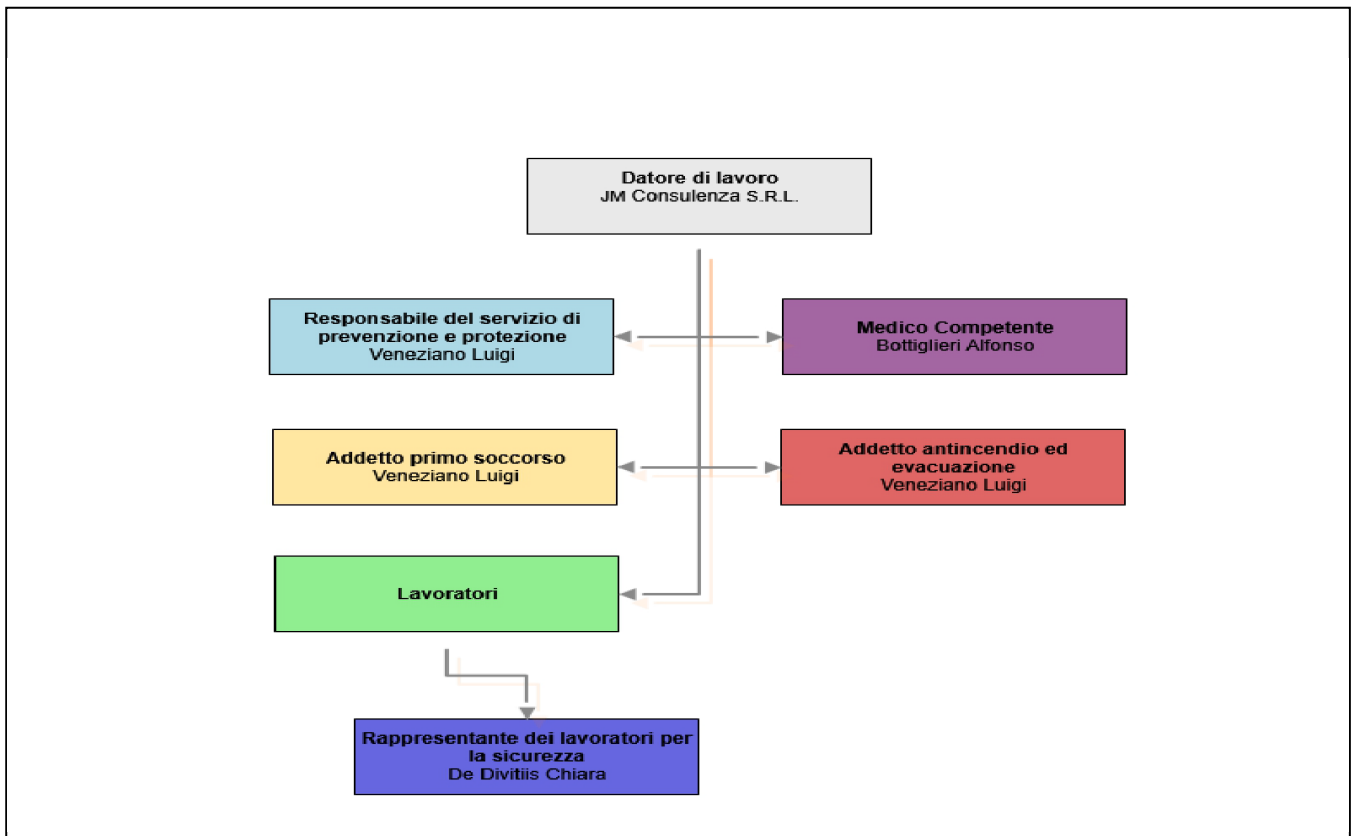 Datore di lavoro
JM Consulenza S.R.L.
Responsabile del servizio di
prevenzione e protezione
Veneziano Luigi
Medico Competente
Bottiglieri Alfonso
Addetto primo soccorso
Veneziano Luigi
Addetto antincendio ed
evacuazione
Veneziano Luigi
Lavoratori
Rappresentante dei lavoratori per
la sicurezza
De Divitiis Chiara